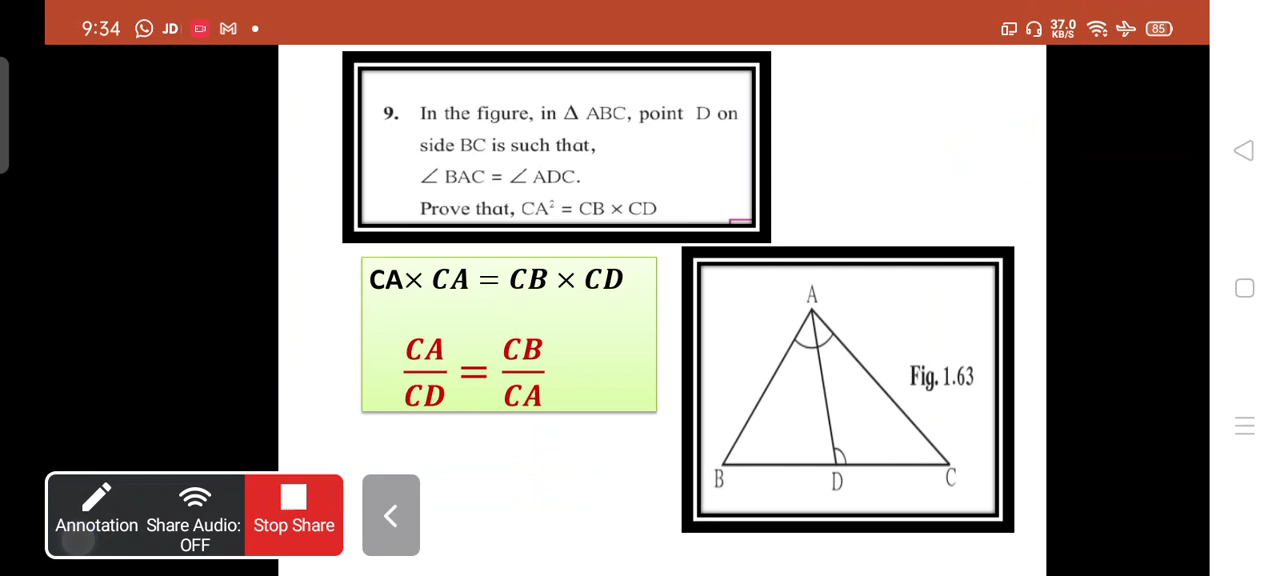 9:34 JD 37.0 KB/S 85
9. In the figure, in Δ ABC, point D on
side BC is such that,
∠ BAC = ∠ ADC.
Prove that, CA² = CB × CD
CA× CA = CB × CD
CA/CD = CB/CA
A
Fig. 1.63
B D C
Annotation Share Audio: OFF Stop Share